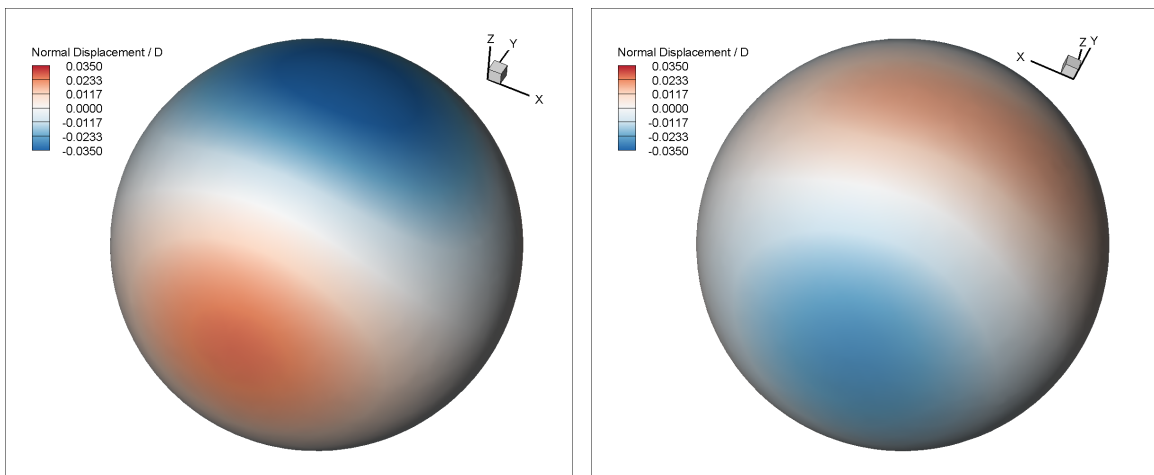 Normal Displacement / D
0.0350
0.0233
0.0117
0.0000
-0.0117
-0.0233
-0.0350
Z
Y
X
Normal Displacement / D
0.0350
0.0233
0.0117
0.0000
-0.0117
-0.0233
-0.0350
X
Z
Y